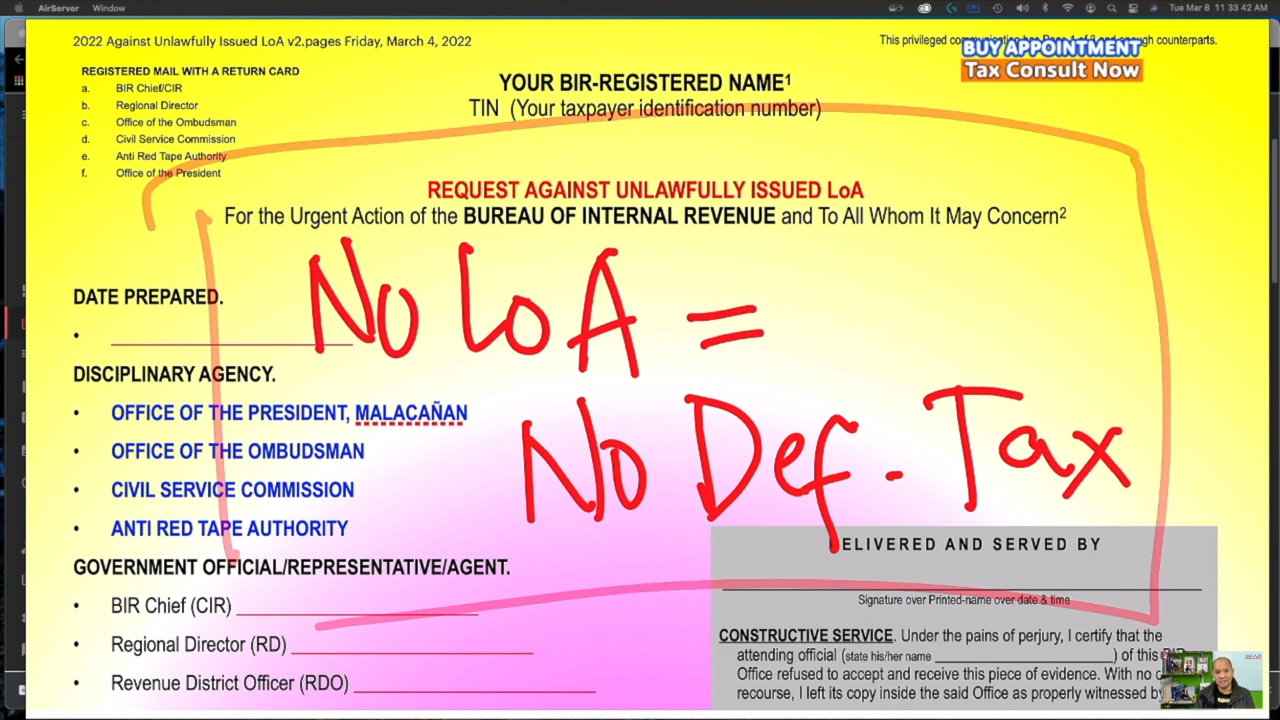 AirServer Window
Tue Mar 8 11:33:42 AM
2022 Against Unlawfully Issued LoA v2.pages Friday, March 4, 2022
This privileged enough counterparts.
BUY APPOINTMENT
Tax Consult Now
REGISTERED MAIL WITH A RETURN CARD
a. BIR Chief/CIR
b. Regional Director
c. Office of the Ombudsman
d. Civil Service Commission
e. Anti Red Tape Authority
f. Office of the President
YOUR BIR-REGISTERED NAME1
TIN (Your taxpayer identification number)
REQUEST AGAINST UNLAWFULLY ISSUED LoA
For the Urgent Action of the BUREAU OF INTERNAL REVENUE and To All Whom It May Concern2
No LoA =
No Def. Tax
DATE PREPARED.
•
DISCIPLINARY AGENCY.
• OFFICE OF THE PRESIDENT, MALACAÑAN
• OFFICE OF THE OMBUDSMAN
• CIVIL SERVICE COMMISSION
• ANTI RED TAPE AUTHORITY
GOVERNMENT OFFICIAL/REPRESENTATIVE/AGENT.
• BIR Chief (CIR)
• Regional Director (RD)
• Revenue District Officer (RDO)
DELIVERED AND SERVED BY
Signature over Printed-name over date & time
CONSTRUCTIVE SERVICE. Under the pains of perjury, I certify that the
attending official (state his/her name ) of this
Office refused to accept and receive this piece of evidence. With no
recourse, I left its copy inside the said Office as properly witnessed by